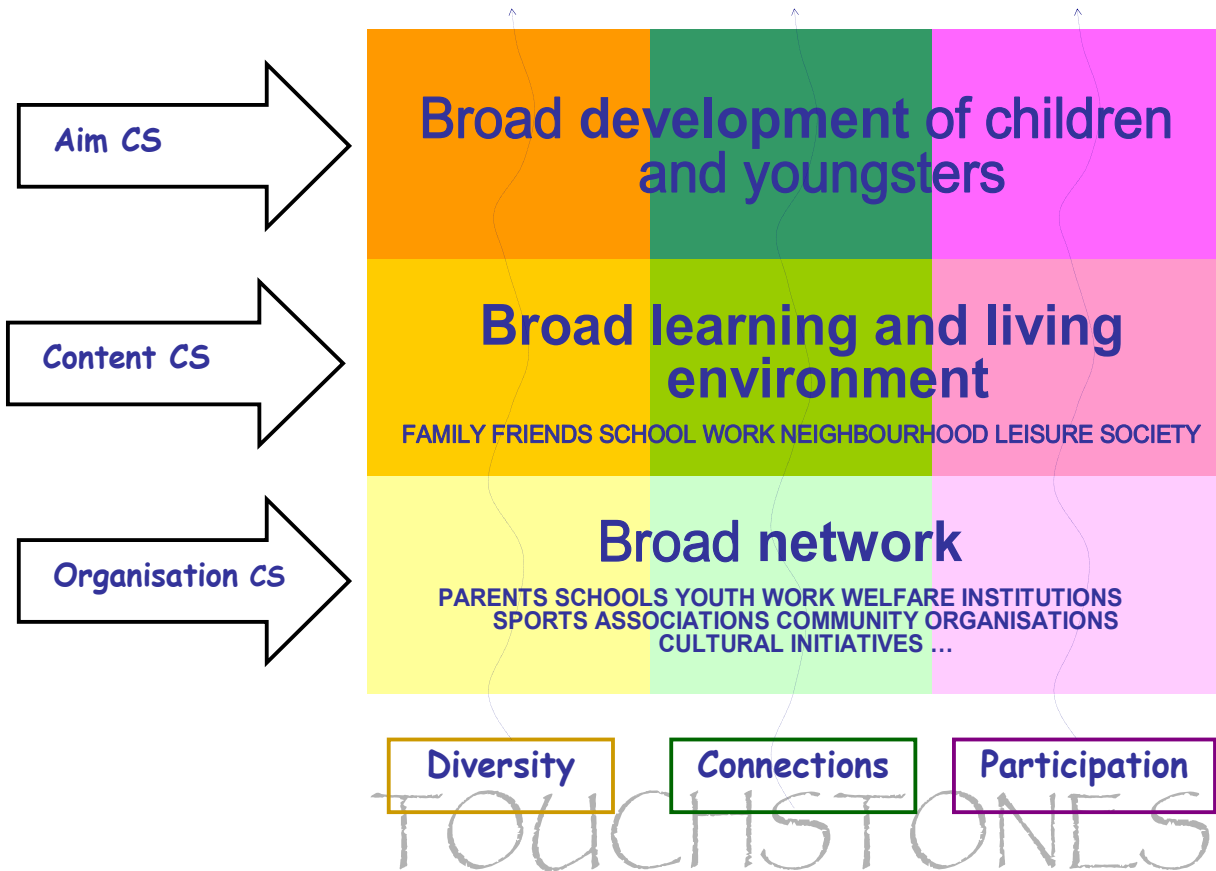 Aim CS
Broad development of children
and youngsters
Content CS
Broad learning and living
environment
FAMILY FRIENDS SCHOOL WORK NEIGHBOURHOOD LEISURE SOCIETY
Organisation CS
Broad network
PARENTS SCHOOLS YOUTH WORK WELFARE INSTITUTIONS
SPORTS ASSOCIATIONS COMMUNITY ORGANISATIONS
CULTURAL INITIATIVES …
Diversity
Connections
Participation
TOUCHSTONES